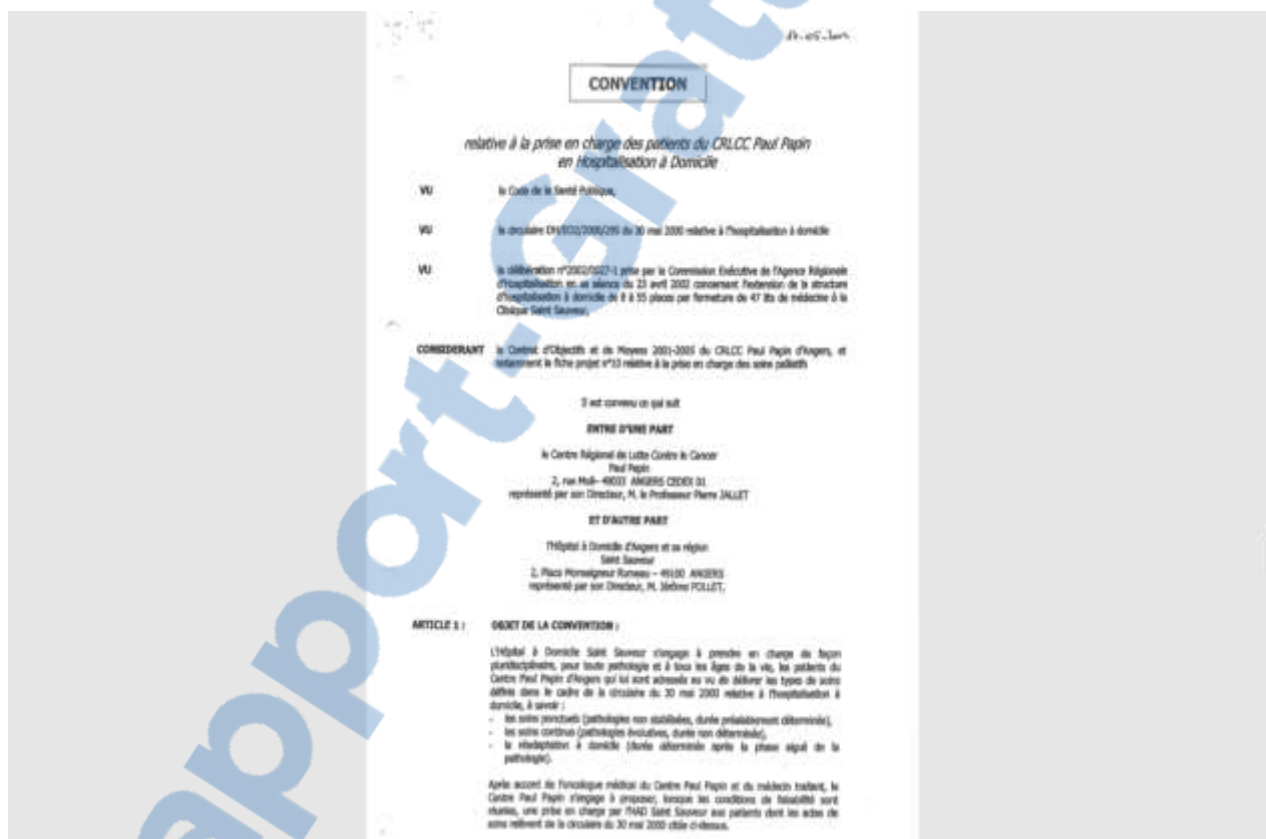 CONVENTION
relative à la prise en charge des patients du CRLCC Paul Papin
en Hospitalisation à Domicile
VU le Code de la Santé Publique,
VU la circulaire DH/EO2/2000/295 du 30 mai 2000 relative à l'hospitalisation à domicile
VU la délibération n°2002/0027-1 prise par la Commission Exécutive de l'Agence Régionale
d'Hospitalisation en sa séance du 23 avril 2002 concernant l'extension de la structure
d'hospitalisation à domicile de 8 à 55 places par fermeture de 47 lits de médecine à la
Clinique Saint Sauveur,
CONSIDERANT le Contrat d'Objectifs et de Moyens 2001-2005 du CRLCC Paul Papin d'Angers, et
notamment la fiche projet n°10 relative à la prise en charge des soins palliatifs
Il est convenu ce qui suit
ENTRE D'UNE PART
le Centre Régional de Lutte Contre le Cancer
Paul Papin
2, rue Moll– 49033 ANGERS CEDEX 01
représenté par son Directeur, M. le Professeur Pierre JALLET
ET D'AUTRE PART
l'Hôpital à Domicile d'Angers et sa région
Saint Sauveur
2, Place Monseigneur Rumeau – 49100 ANGERS
représenté par son Directeur, M. Jérôme POLLET,
ARTICLE 1 : OBJET DE LA CONVENTION :
L'Hôpital à Domicile Saint Sauveur s'engage à prendre en charge de façon
pluridisciplinaire, pour toute pathologie et à tous les âges de la vie, les patients du
Centre Paul Papin d'Angers qui lui sont adressés au vu de délivrer les types de soins
définis dans le cadre de la circulaire du 30 mai 2000 relative à l'hospitalisation à
domicile, à savoir :
- les soins ponctuels (pathologies non stabilisées, durée préalablement déterminée),
- les soins continus (pathologies évolutives, durée non déterminée),
- la réadaptation à domicile (durée déterminée après la phase aiguë de la
pathologie).
Après accord de l'oncologue médical du Centre Paul Papin et du médecin traitant, le
Centre Paul Papin s'engage à proposer, lorsque les conditions de faisabilité sont
réunies, une prise en charge par l'HAD Saint Sauveur aux patients dont les actes de
soins relèvent de la circulaire du 30 mai 2000 citée ci-dessus.